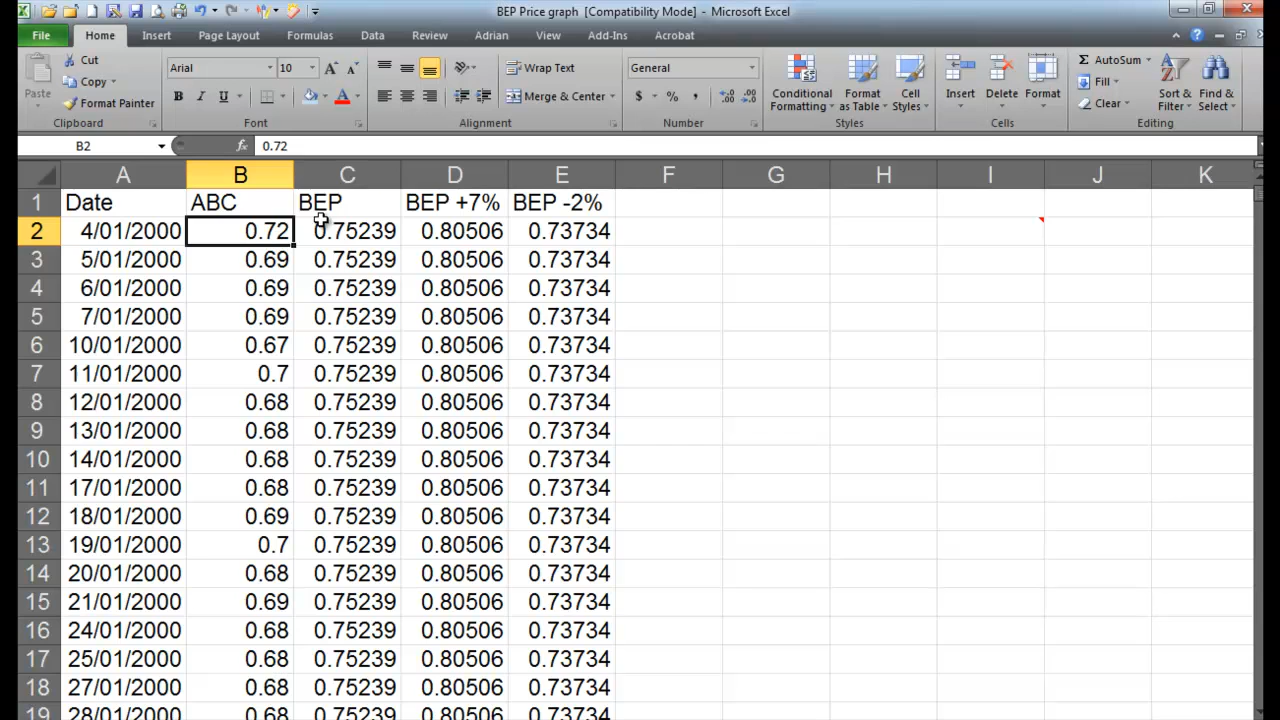 BEP Price graph [Compatibility Mode] - Microsoft Excel
File Home Insert Page Layout Formulas Data Review Adrian View Add-Ins Acrobat
Paste Cut Copy Format Painter Arial 10 B I U A A A Wrap Text Merge & Center General $ % , Conditional Formatting Format as Table Cell Styles Insert Delete Format AutoSum Fill Clear Sort & Filter Find & Select
Clipboard Font Alignment Number Styles Cells Editing
B2 fx 0.72
A B C D E F G H I J K
1 Date ABC BEP BEP +7% BEP -2%
2 4/01/2000 0.72 0.75239 0.80506 0.73734
3 5/01/2000 0.69 0.75239 0.80506 0.73734
4 6/01/2000 0.69 0.75239 0.80506 0.73734
5 7/01/2000 0.69 0.75239 0.80506 0.73734
6 10/01/2000 0.67 0.75239 0.80506 0.73734
7 11/01/2000 0.7 0.75239 0.80506 0.73734
8 12/01/2000 0.68 0.75239 0.80506 0.73734
9 13/01/2000 0.68 0.75239 0.80506 0.73734
10 14/01/2000 0.68 0.75239 0.80506 0.73734
11 17/01/2000 0.68 0.75239 0.80506 0.73734
12 18/01/2000 0.69 0.75239 0.80506 0.73734
13 19/01/2000 0.7 0.75239 0.80506 0.73734
14 20/01/2000 0.68 0.75239 0.80506 0.73734
15 21/01/2000 0.69 0.75239 0.80506 0.73734
16 24/01/2000 0.68 0.75239 0.80506 0.73734
17 25/01/2000 0.68 0.75239 0.80506 0.73734
18 27/01/2000 0.68 0.75239 0.80506 0.73734
19 28/01/2000 0.68 0.75239 0.80506 0.73734